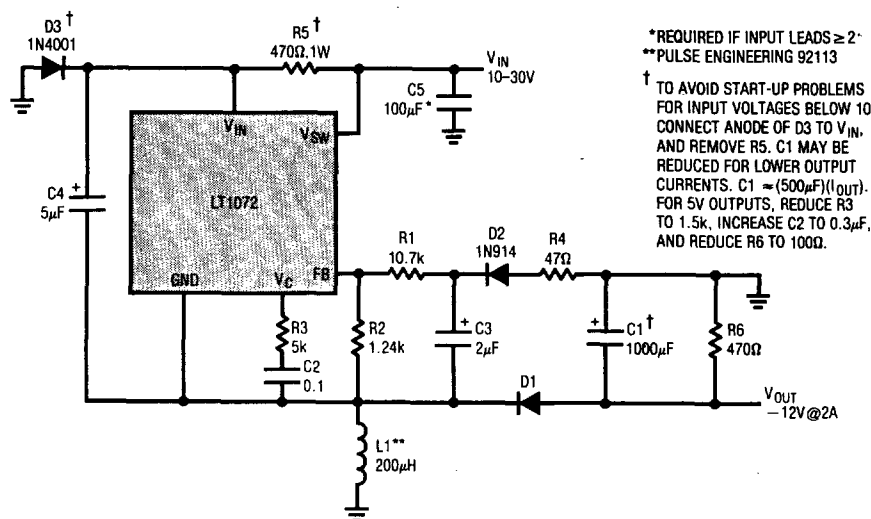 D3†
1N4001
R5†
470Ω.1W
VIN
10-30V
C5
100μF*
*REQUIRED IF INPUT LEADS ≥ 2"
**PULSE ENGINEERING 92113
† TO AVOID START-UP PROBLEMS
FOR INPUT VOLTAGES BELOW 10
CONNECT ANODE OF D3 TO VIN,
AND REMOVE R5. C1 MAY BE
REDUCED FOR LOWER OUTPUT
CURRENTS. C1 ≈ (500μF)(IOUT).
FOR 5V OUTPUTS, REDUCE R3
TO 1.5k, INCREASE C2 TO 0.3μF,
AND REDUCE R6 TO 100Ω.
VIN
VSW
LT1072
GND
VC
FB
C4
5μF
+
R1
10.7k
D2
1N914
R4
47Ω
R3
5k
C2
0.1
R2
1.24k
+
C3
2μF
+
C1†
1000μF
R6
470Ω
D1
VOUT
−12V@2A
L1**
200μH